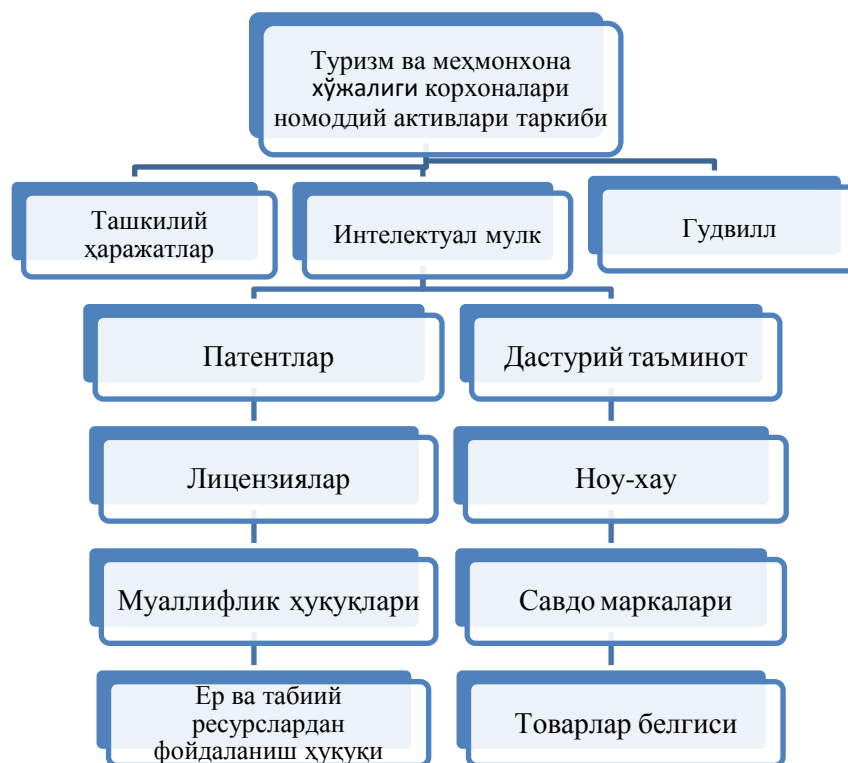 Туризм ва меҳмонхона
хўжалиги корхоналари
номоддий активлари таркиби
Ташкилий
ҳаражатлар
Интелектуал мулк
Гудвилл
Патентлар
Дастурий таъминот
Лицензиялар
Ноу-хау
Муаллифлик ҳуқуқлари
Савдо маркалари
Ер ва табиий
ресурслардан
фойдаланиш ҳуқуқи
Товарлар белгиси